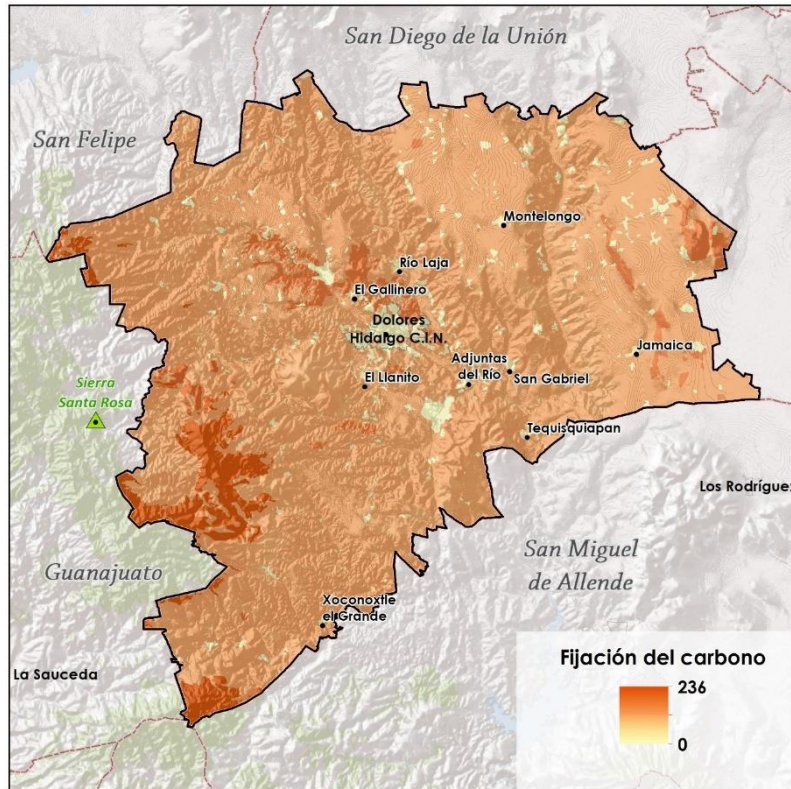 San Diego de la Unión
San Felipe
Montelongo
Río Laja
El Gallinero
Dolores
Hidalgo C.I.N.
Jamaica
Adjuntas
del Río
San Gabriel
El Llanito
Sierra
Santa Rosa
Tequisquiapan
Los Rodríguez
San Miguel
de Allende
Guanajuato
Xoconoxtle
el Grande
La Sauceda
Fijación del carbono
236
0